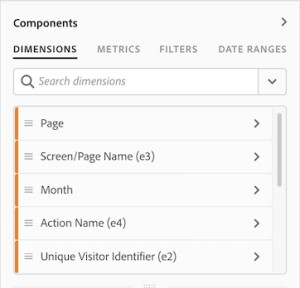 Components
DIMENSIONS METRICS FILTERS DATE RANGES
Search dimensions
Page
Screen/Page Name (e3)
Month
Action Name (e4)
Unique Visitor Identifier (e2)